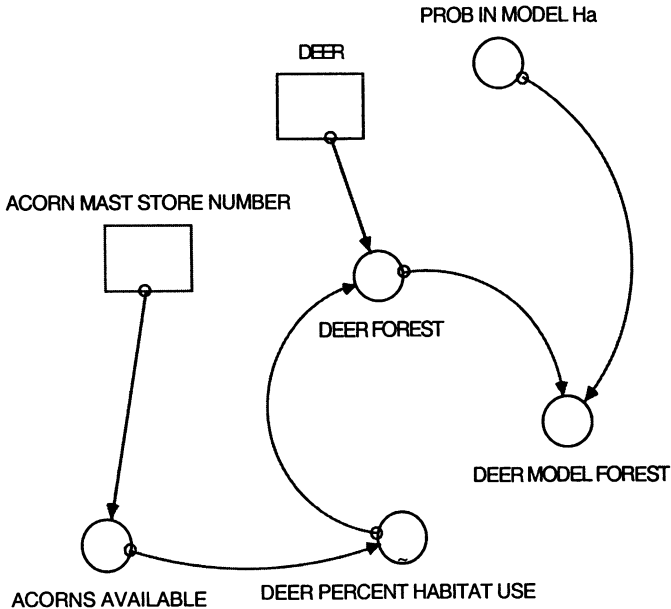 PROB IN MODEL Ha
DEER
ACORN MAST STORE NUMBER
DEER FOREST
DEER MODEL FOREST
~
ACORNS AVAILABLE
DEER PERCENT HABITAT USE